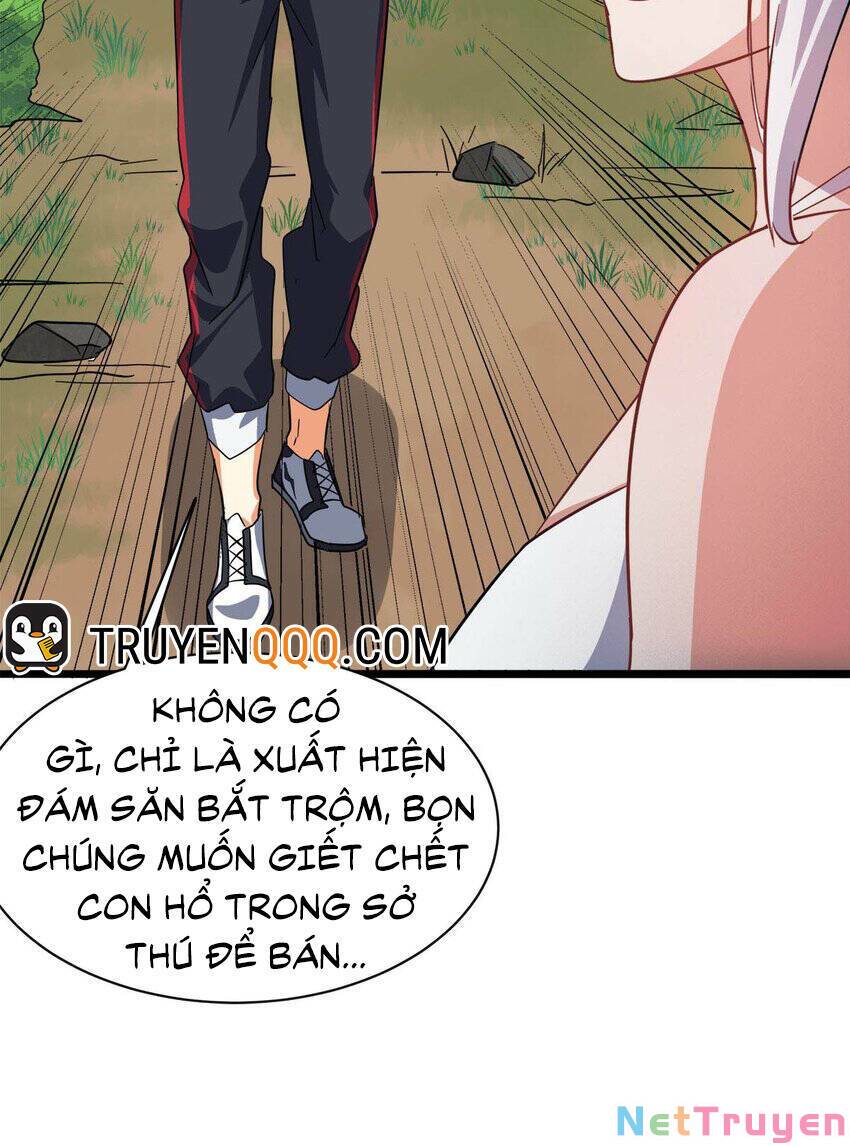 TRUYENQQQ.COM
KHÔNG CÓ
GÌ, CHỈ LÀ XUẤT HIỆN
ĐÁM SĂN BẮT TRỘM, BỌN
CHÚNG MUỐN GIẾT CHẾT
CON HỔ TRONG SỞ
THÚ ĐỂ BÁN...
NetTruyen